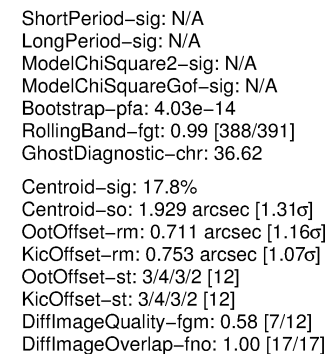 ShortPeriod−sig: N/A
LongPeriod−sig: N/A
ModelChiSquare2−sig: N/A
ModelChiSquareGof−sig: N/A
Bootstrap−pfa: 4.03e−14
RollingBand−fgt: 0.99 [388/391]
GhostDiagnostic−chr: 36.62
Centroid−sig: 17.8%
Centroid−so: 1.929 arcsec [1.31σ]
OotOffset−rm: 0.711 arcsec [1.16σ]
KicOffset−rm: 0.753 arcsec [1.07σ]
OotOffset−st: 3/4/3/2 [12]
KicOffset−st: 3/4/3/2 [12]
DiffImageQuality−fgm: 0.58 [7/12]
DiffImageOverlap−fno: 1.00 [17/17]